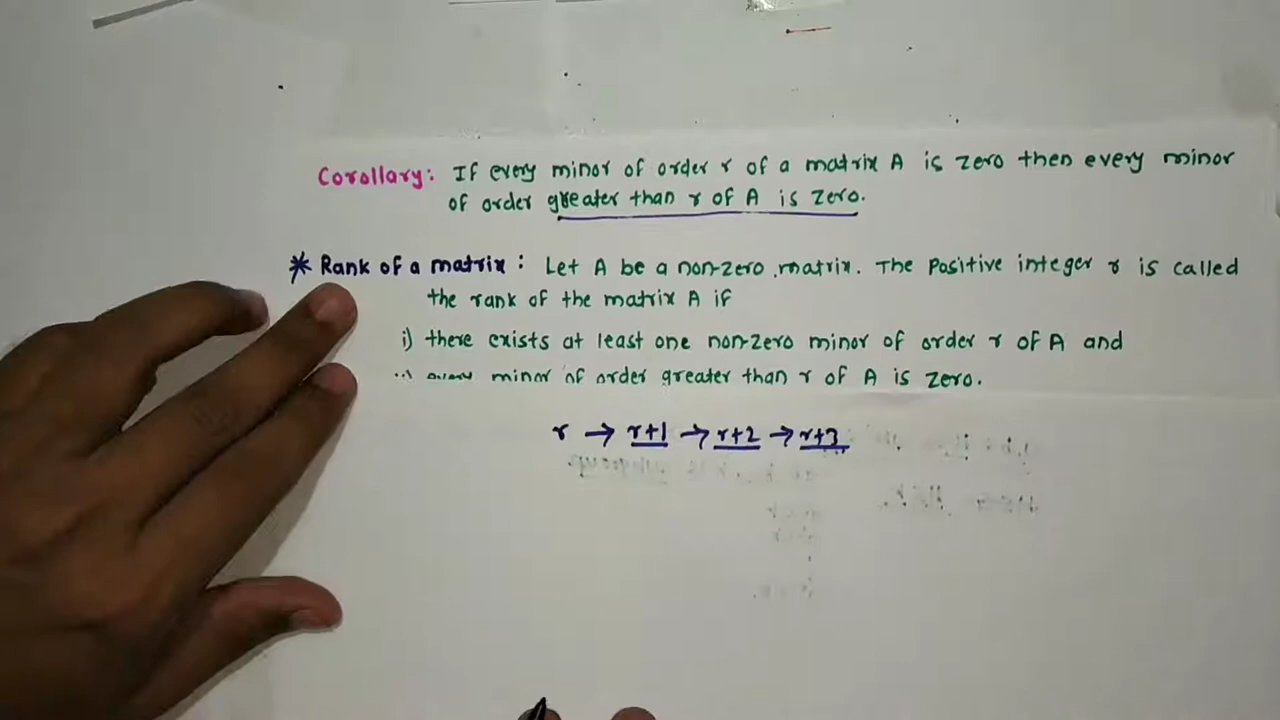 Corollary: If every minor of order r of a matrix A is zero then every minor
of order greater than r of A is zero.
* Rank of a matrix: Let A be a non-zero matrix. The positive integer r is called
the rank of the matrix A if
i) there exists at least one non-zero minor of order r of A and
minor of order greater than r of A is zero.
r → r+1 → r+2 → r+3